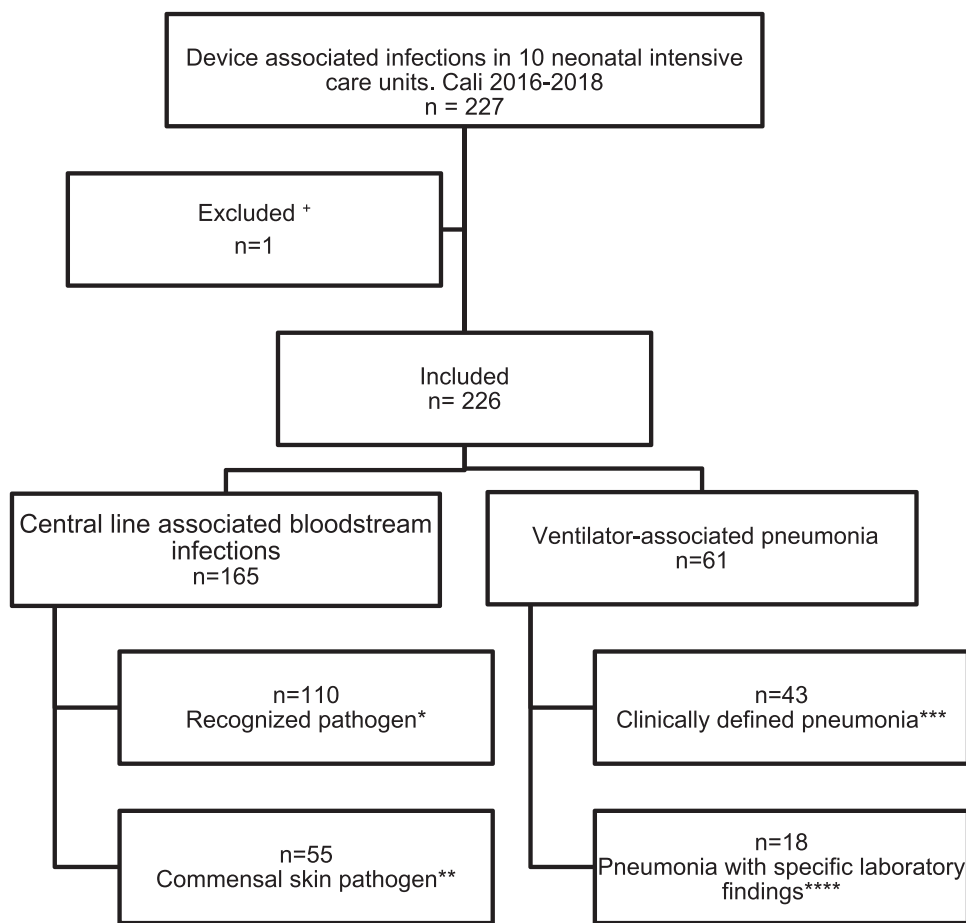 Device associated infections in 10 neonatal intensive
care units. Cali 2016-2018
n = 227
Excluded +
n=1
Included
n= 226
Central line associated bloodstream
infections
n=165
Ventilator-associated pneumonia
n=61
n=110
Recognized pathogen*
n=43
Clinically defined pneumonia***
n=55
Commensal skin pathogen**
n=18
Pneumonia with specific laboratory
findings****